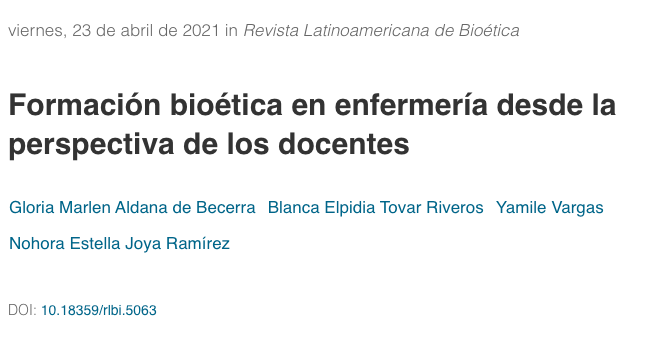 viernes, 23 de abril de 2021 in Revista Latinoamericana de Bioética
Formación bioética en enfermería desde la
perspectiva de los docentes
Gloria Marlen Aldana de Becerra Blanca Elpidia Tovar Riveros Yamile Vargas
Nohora Estella Joya Ramírez
DOI: 10.18359/rlbi.5063